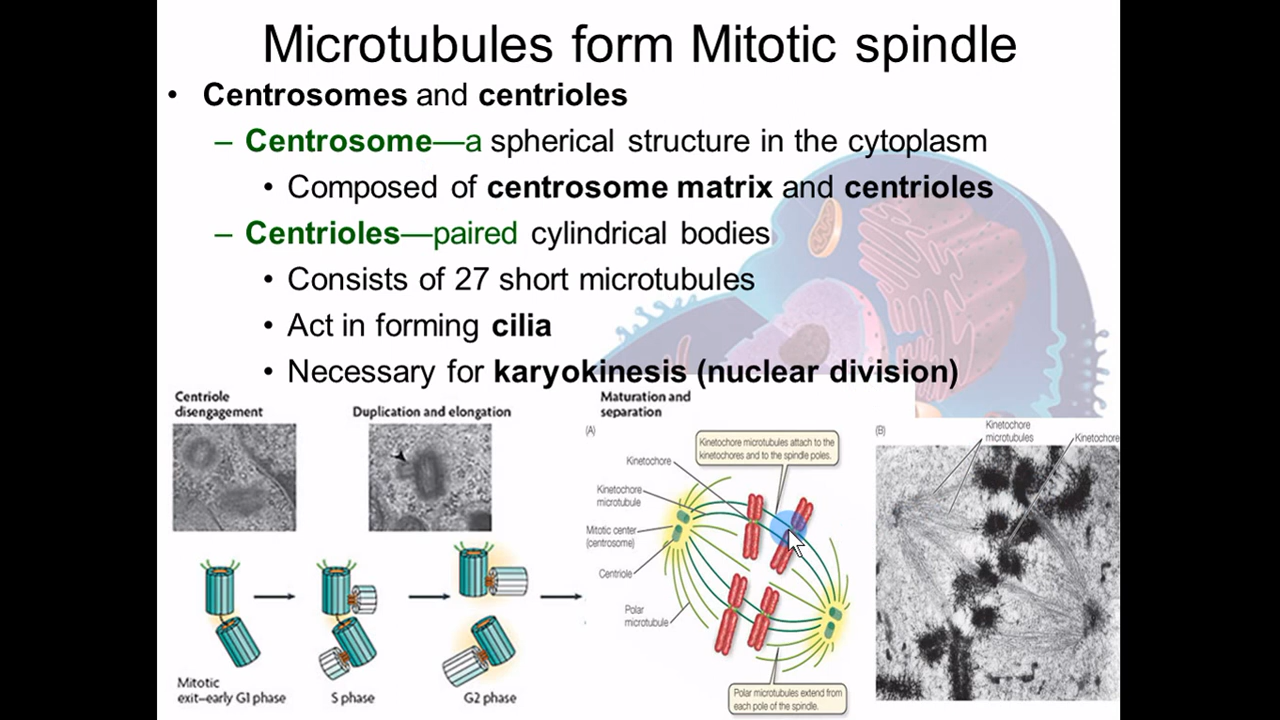 Microtubules form Mitotic spindle
• Centrosomes and centrioles
– Centrosome—a spherical structure in the cytoplasm
• Composed of centrosome matrix and centrioles
– Centrioles—paired cylindrical bodies
• Consists of 27 short microtubules
• Act in forming cilia
• Necessary for karyokinesis (nuclear division)
Centriole
disengagement
Duplication and elongation
Maturation and
separation
Mitotic
exit–early G1 phase
S phase
G2 phase
(A)
Kinetochore microtubules attach to the
kinetochores and to the spindle poles.
Kinetochore
Kinetochore
microtubule
Mitotic center
(centrosome)
Centriole
Polar
microtubule
Polar microtubules extend from
each pole of the spindle.
(B)
Kinetochore
microtubules
Kinetochore